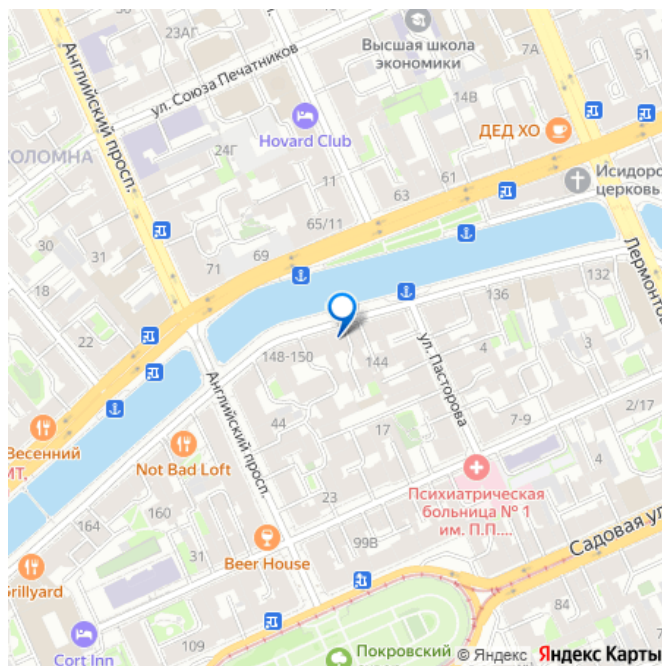 23АГ
Высшая школа
экономики
7А
51
Английский просп.
ул. Союза Печатников
14В
Hovard Club
ДЕД ХО
24Г
КОЛОМНА
Исидоро
церковь
63
61
65/11
30
31
69
71
18
Лермонтов
132
136
22
148-150
144
4
3
ул. Пасторова
Английский просп.
44
17
7-9
2/17
Весенний
ИТ,
Not Bad Loft
4
23
Психиатрическая
больница № 1
им. П.П....
164
160
99В
Садовая ул
31
Beer House
Grillyard
84
109
Cort Inn
Покровский
© Яндекс Яндекс Карты